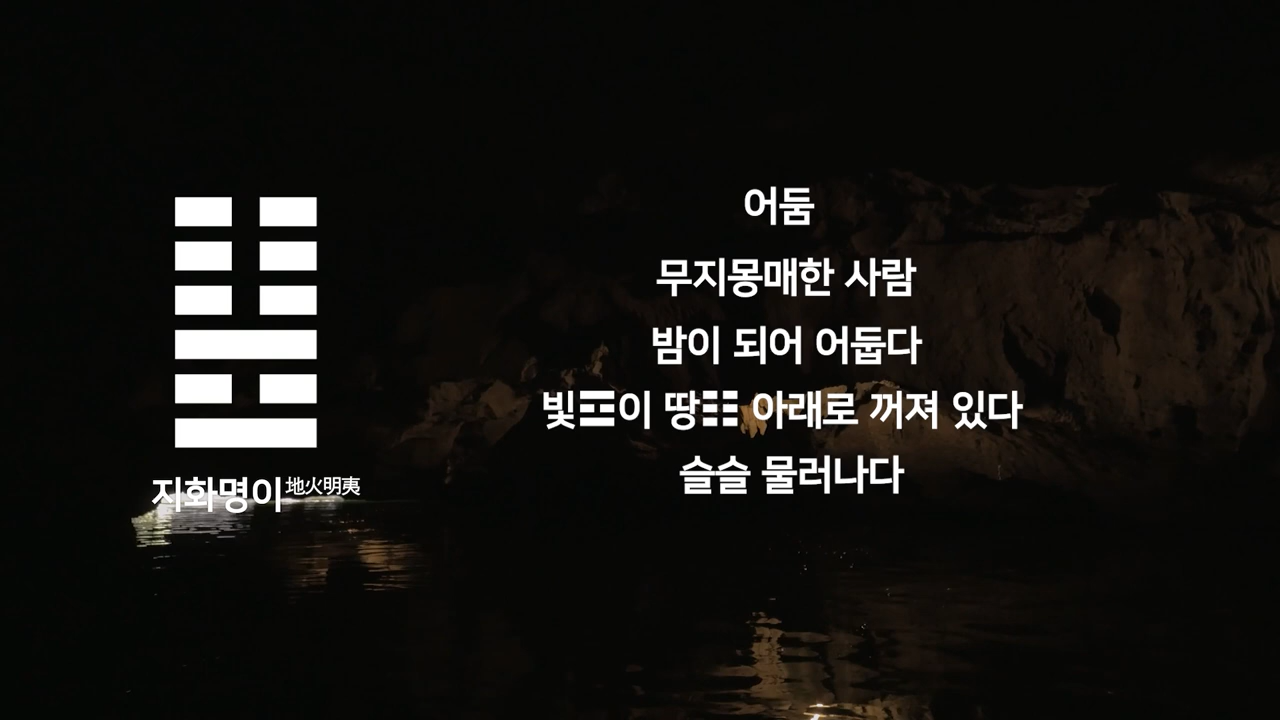 지화명이地火明夷
어둠
무지몽매한 사람
밤이 되어 어둡다
빛☲이 땅☷ 아래로 꺼져 있다
슬슬 물러나다